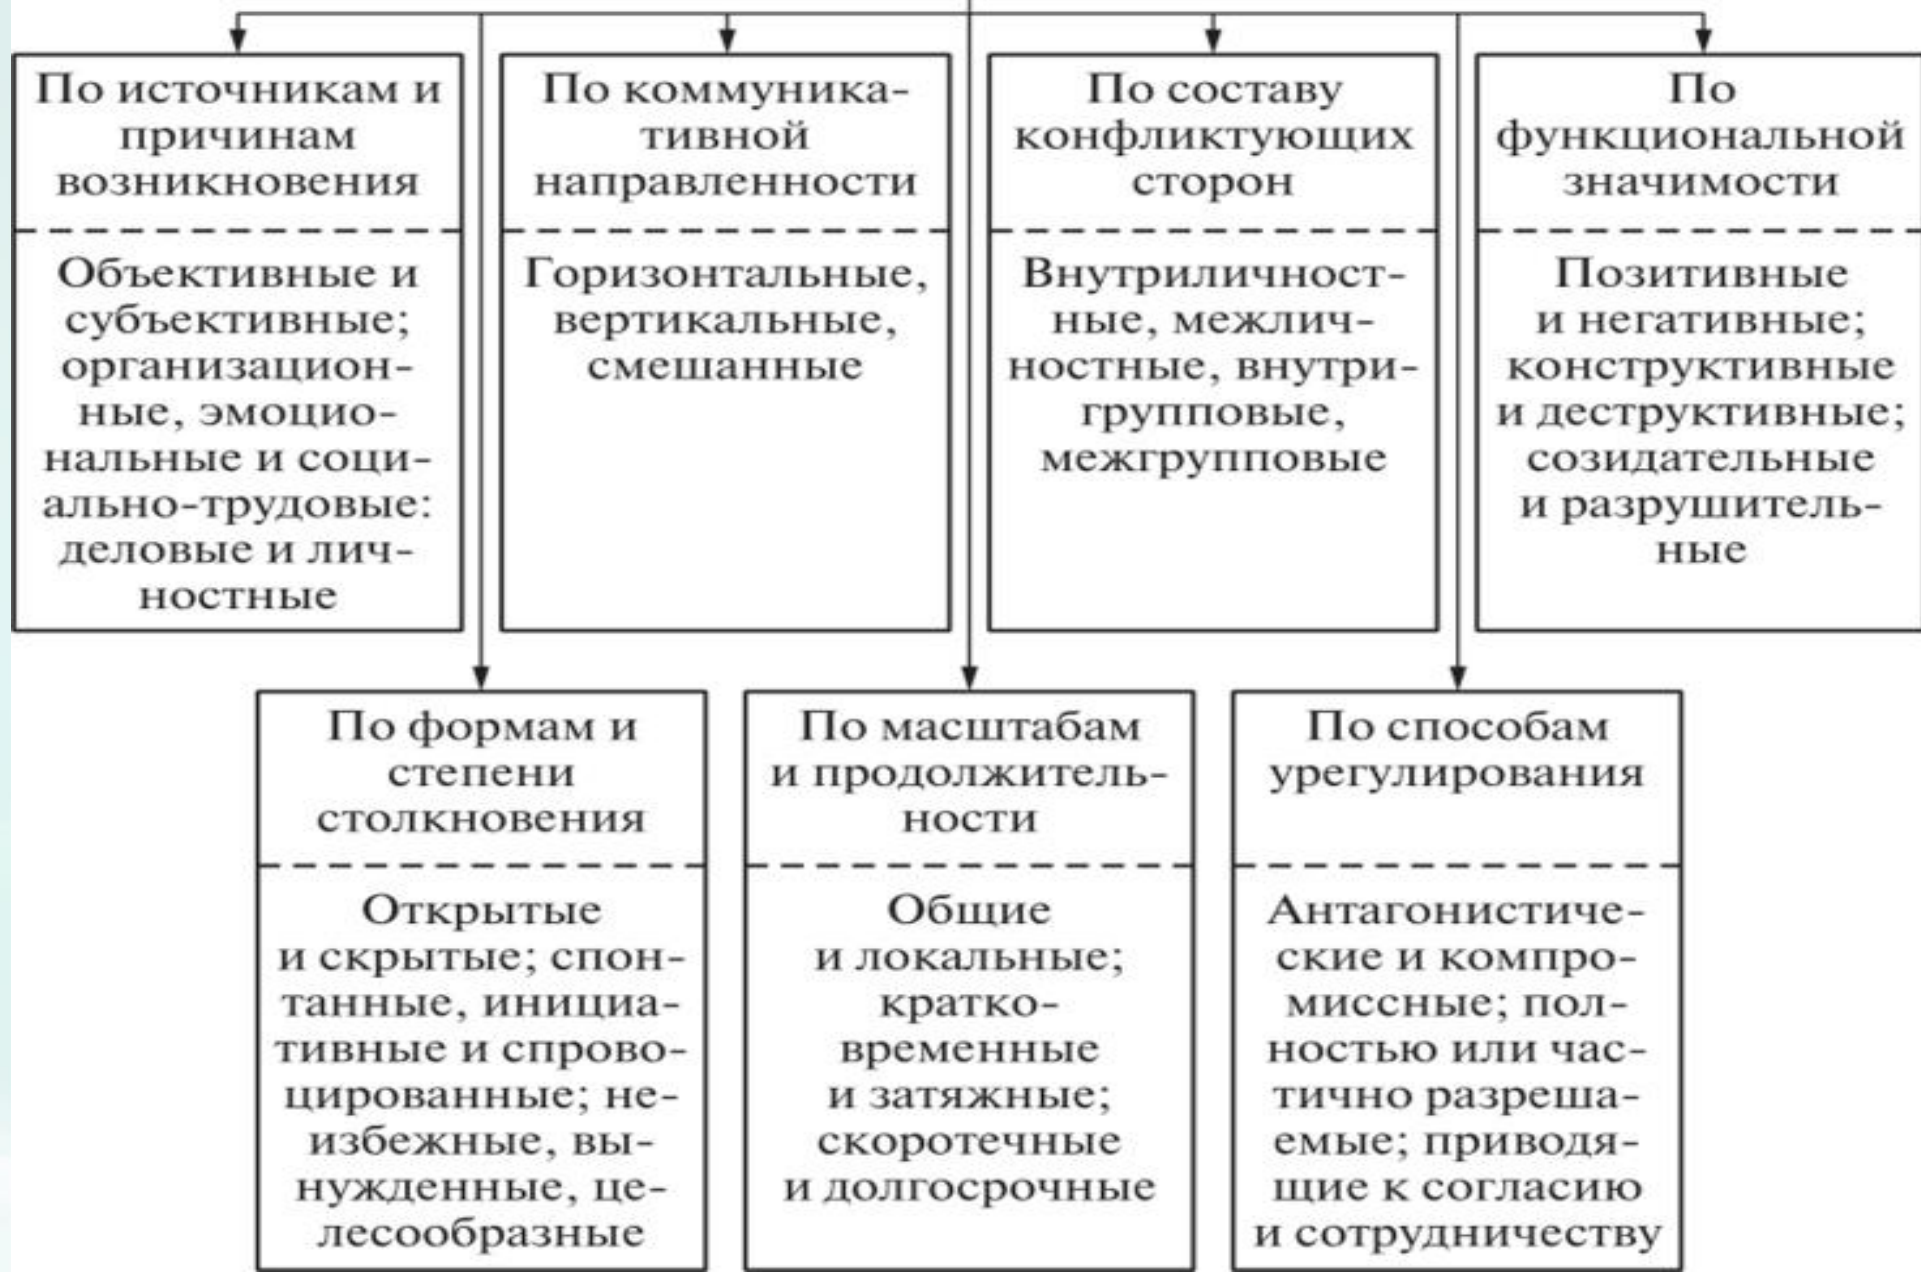 По источникам и
причинам
возникновения
Объективные и
субъективные;
организацион-
ные, эмоцио-
нальные и соци-
ально-трудовые:
деловые и лич-
ностные
По коммуника-
тивной
направленности
Горизонтальные,
вертикальные,
смешанные
По составу
конфликтующих
сторон
Внутриличност-
ные, межлич-
ностные, внутри-
групповые,
межгрупповые
По
функциональной
значимости
Позитивные
и негативные;
конструктивные
и деструктивные;
созидательные
и разрушитель-
ные
По формам и
степени
столкновения
Открытые
и скрытые; спон-
танные, инициа-
тивные и спрово-
цированные; не-
избежные, вы-
нужденные, це-
лесообразные
По масштабам
и продолжитель-
ности
Общие
и локальные;
кратко-
временные
и затяжные;
скоротечные
и долгосрочные
По способам
урегулирования
Антагонистиче-
ские и компро-
миссные; пол-
ностью или час-
тично разреша-
емые; приводя-
щие к согласию
и сотрудничеству